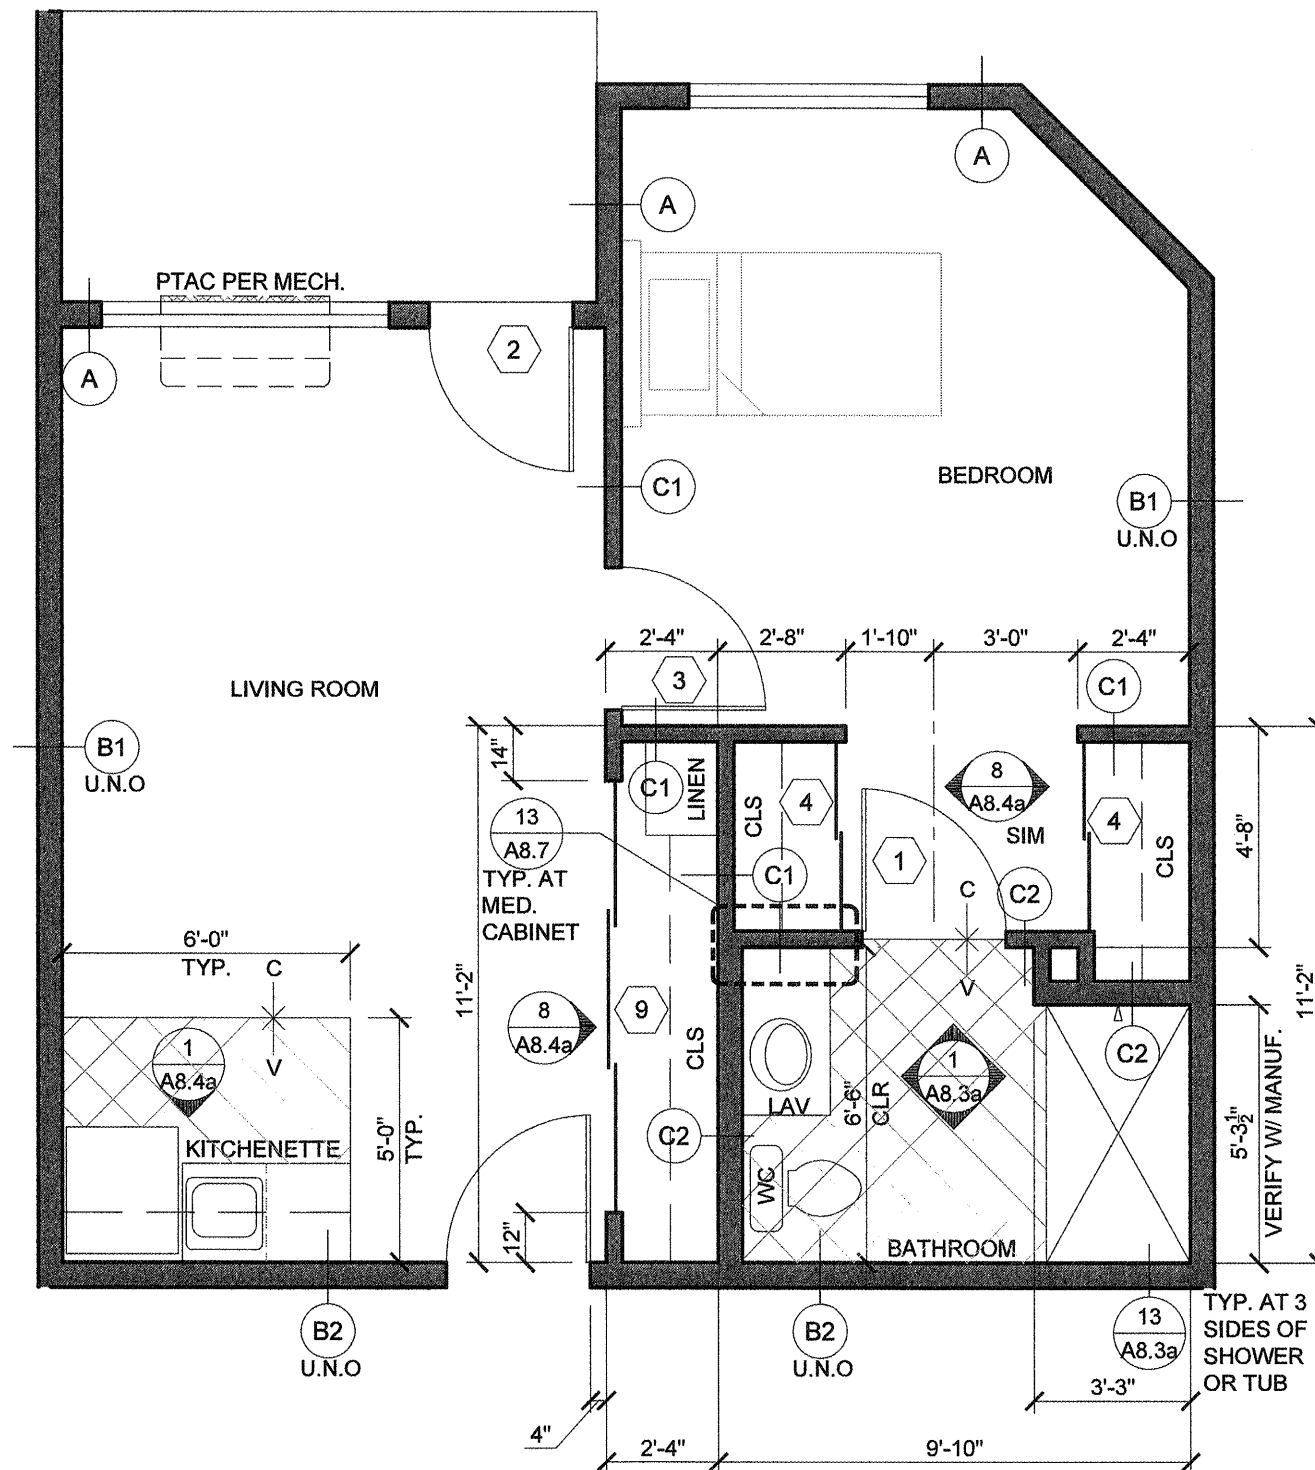 A
A
PTAC PER MECH.
2
A
C1
BEDROOM
B1
U.N.O
2'-4"
2'-8"
1'-10"
3'-0"
2'-4"
3
C1
LIVING ROOM
B1
U.N.O
14"
C1
LINEN
CLS
4
8
A8.4a
SIM
4
CLS
4'-8"
13
A8.7
TYP. AT
MED.
CABINET
C1
1
C
C2
6'-0"
TYP.
C
V
V
11'-2"
11'-2"
8
A8.4a
9
CLS
1
A8.4a
V
KITCHENETTE
5'-0"
TYP.
LAV
6'-6"
CLR
1
A8.3a
C2
C2
WC
5'-3½"
VERIFY W/ MANUF.
12"
BATHROOM
B2
U.N.O
B2
U.N.O
13
A8.3a
TYP. AT 3
SIDES OF
SHOWER
OR TUB
3'-3"
4"
2'-4"
9'-10"